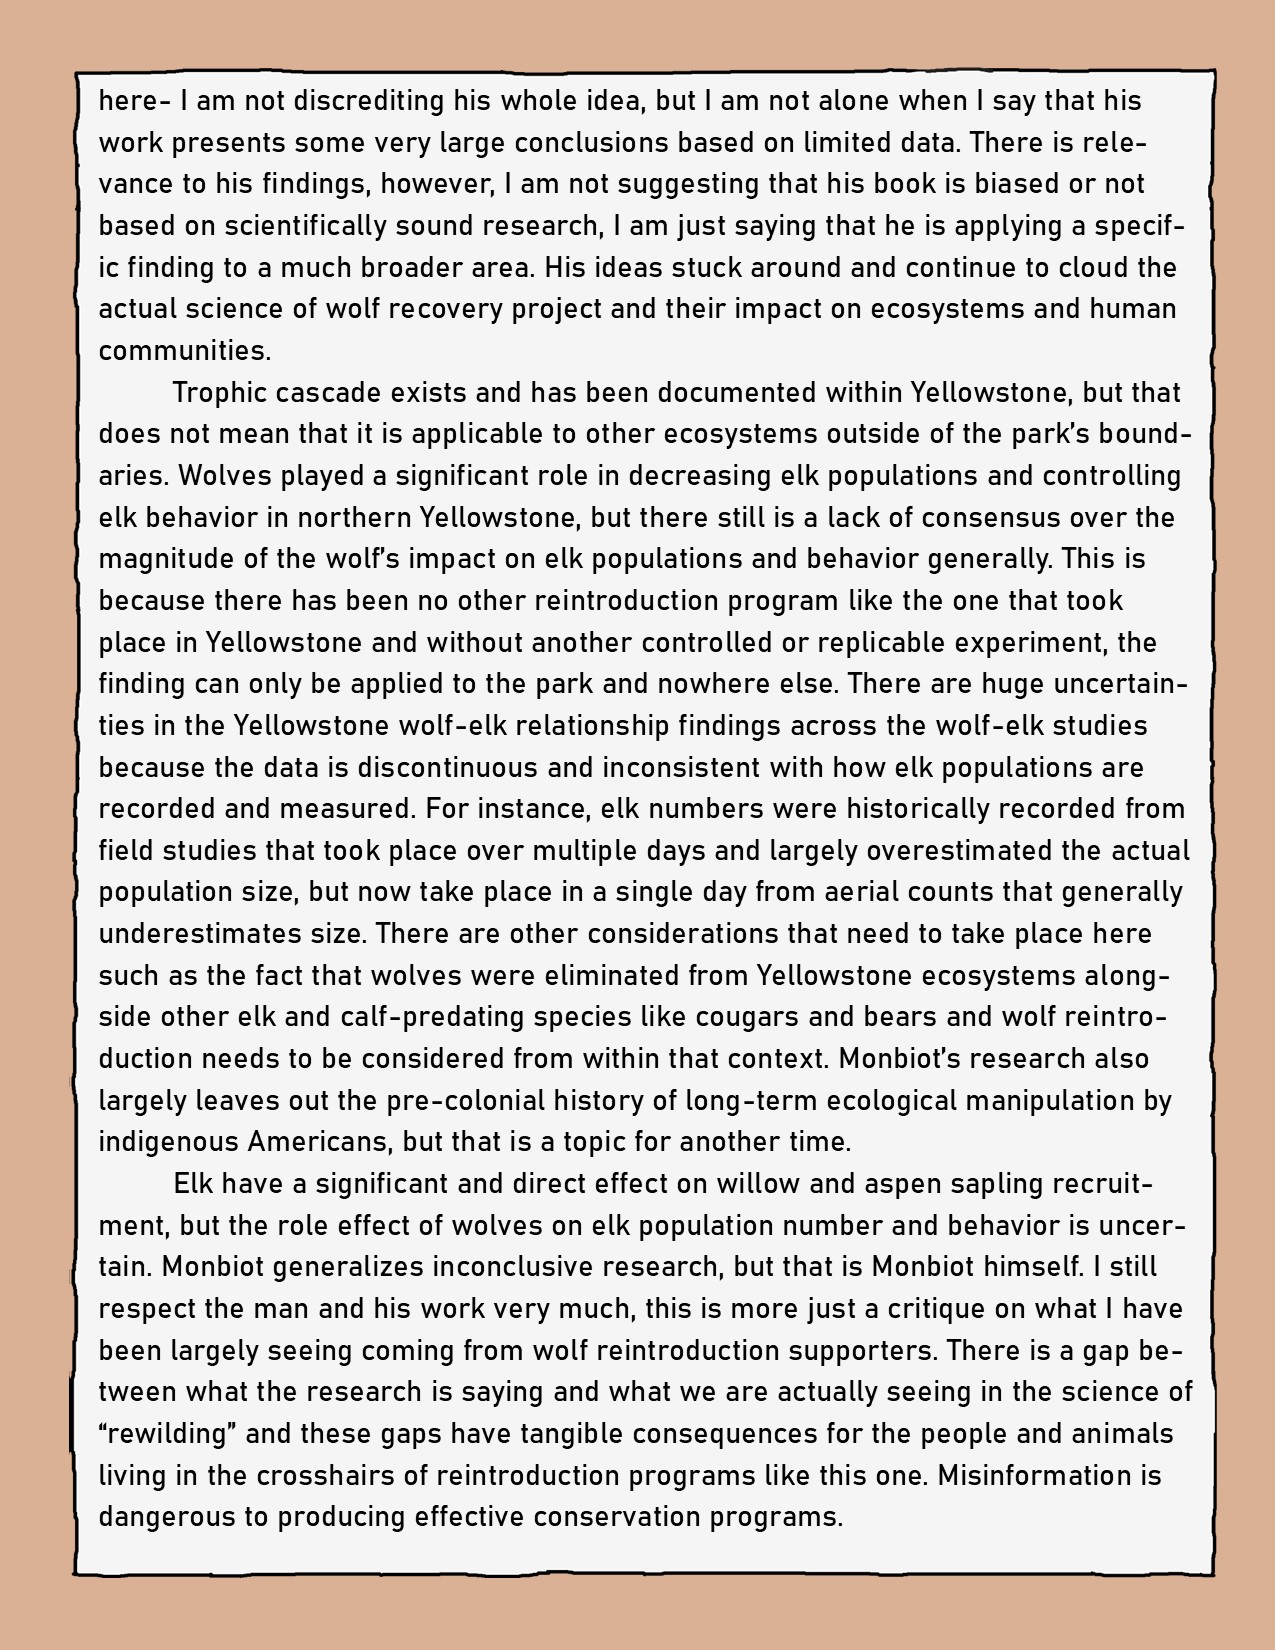 here- I am not discrediting his whole idea, but I am not alone when I say that his
work presents some very large conclusions based on limited data. There is rele-
vance to his findings, however, I am not suggesting that his book is biased or not
based on scientifically sound research, I am just saying that he is applying a specif-
ic finding to a much broader area. His ideas stuck around and continue to cloud the
actual science of wolf recovery project and their impact on ecosystems and human
communities.
Trophic cascade exists and has been documented within Yellowstone, but that
does not mean that it is applicable to other ecosystems outside of the park's bound-
aries. Wolves played a significant role in decreasing elk populations and controlling
elk behavior in northern Yellowstone, but there still is a lack of consensus over the
magnitude of the wolf's impact on elk populations and behavior generally. This is
because there has been no other reintroduction program like the one that took
place in Yellowstone and without another controlled or replicable experiment, the
finding can only be applied to the park and nowhere else. There are huge uncertain-
ties in the Yellowstone wolf-elk relationship findings across the wolf-elk studies
because the data is discontinuous and inconsistent with how elk populations are
recorded and measured. For instance, elk numbers were historically recorded from
field studies that took place over multiple days and largely overestimated the actual
population size, but now take place in a single day from aerial counts that generally
underestimates size. There are other considerations that need to take place here
such as the fact that wolves were eliminated from Yellowstone ecosystems along-
side other elk and calf-predating species like cougars and bears and wolf reintro-
duction needs to be considered from within that context. Monbiot's research also
largely leaves out the pre-colonial history of long-term ecological manipulation by
indigenous Americans, but that is a topic for another time.
Elk have a significant and direct effect on willow and aspen sapling recruit-
ment, but the role effect of wolves on elk population number and behavior is uncer-
tain. Monbiot generalizes inconclusive research, but that is Monbiot himself. I still
respect the man and his work very much, this is more just a critique on what I have
been largely seeing coming from wolf reintroduction supporters. There is a gap be-
tween what the research is saying and what we are actually seeing in the science of
“rewilding” and these gaps have tangible consequences for the people and animals
living in the crosshairs of reintroduction programs like this one. Misinformation is
dangerous to producing effective conservation programs.